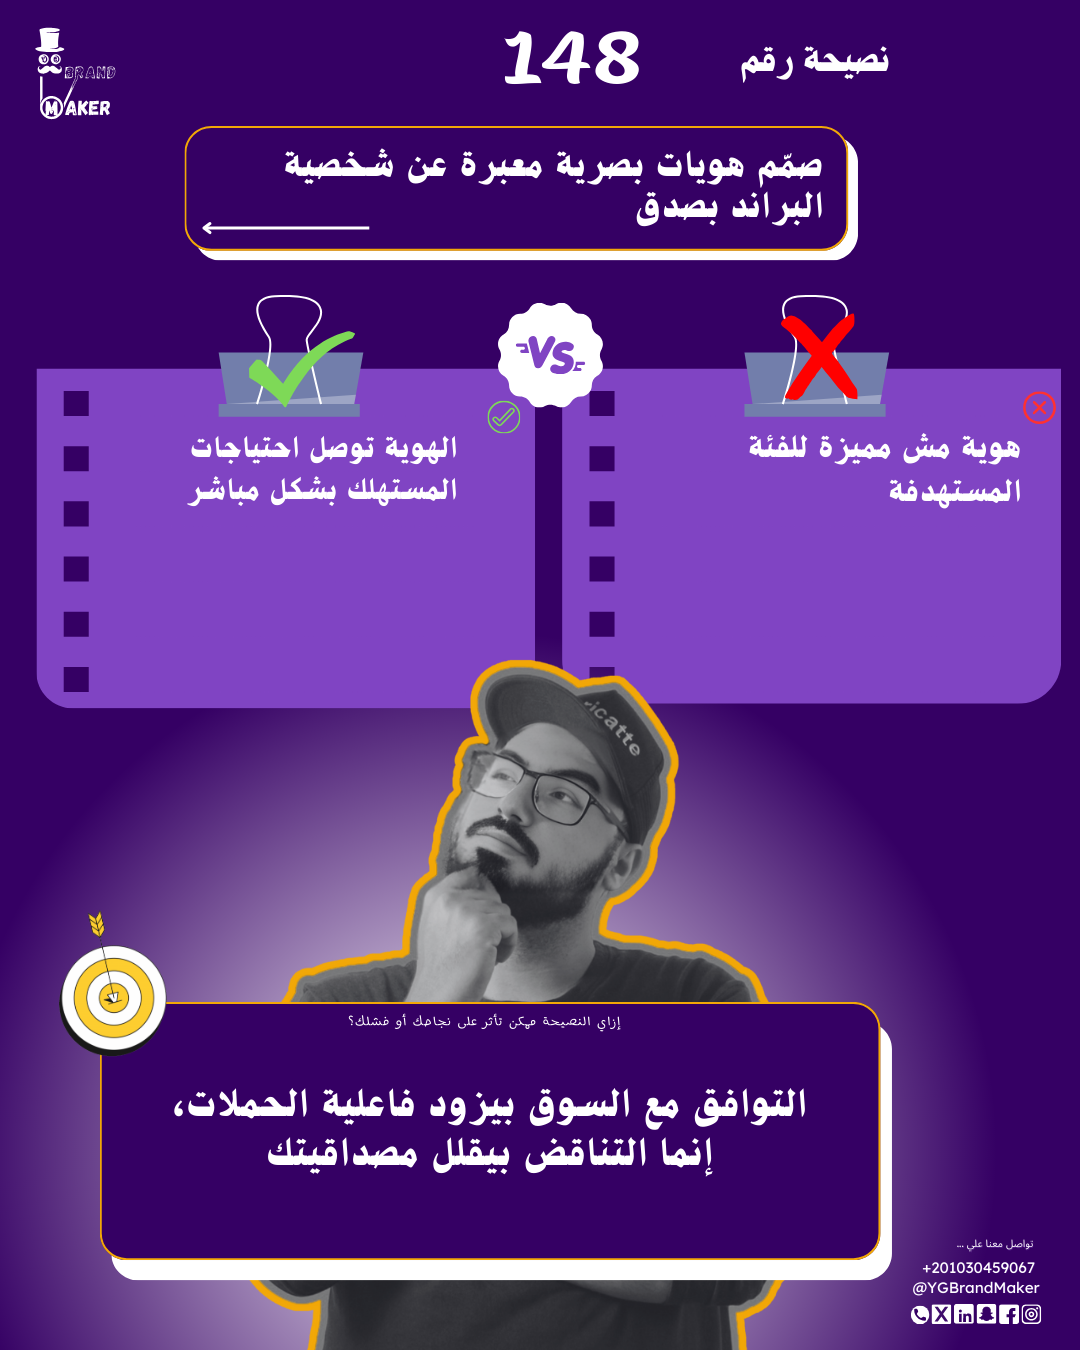 BRAND
MAKER
نصيحة رقم 148
صمّم هويات بصرية معبرة عن شخصية
البراند بصدق
VS
هوية مش مميزة للفئة
المستهدفة
الهوية توصل احتياجات
المستهلك بشكل مباشر
icatte
إزاي النصيحة ممكن تأثر على نجاحك أو فشلك؟
التوافق مع السوق بيزود فاعلية الحملات،
إنما التناقض بيقلل مصداقيتك
تواصل معنا علي ...
+201030459067
@YGBrandMaker